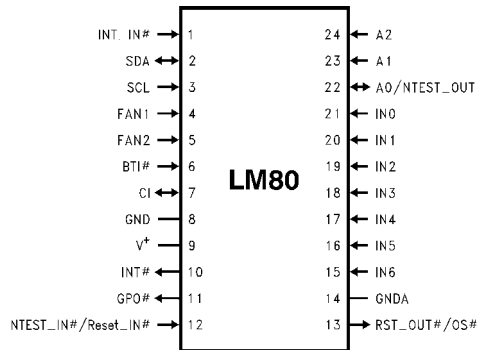 INT. IN# 1 24 A2
SDA 2 23 A1
SCL 3 22 A0/NTEST_OUT
FAN1 4 21 IN0
FAN2 5 20 IN1
BTI# 6 19 IN2
CI 7 18 IN3
GND 8 17 IN4
V+ 9 16 IN5
INT# 10 15 IN6
GPO# 11 14 GNDA
NTEST_IN#/Reset_IN# 12 13 RST_OUT#/OS#
LM80